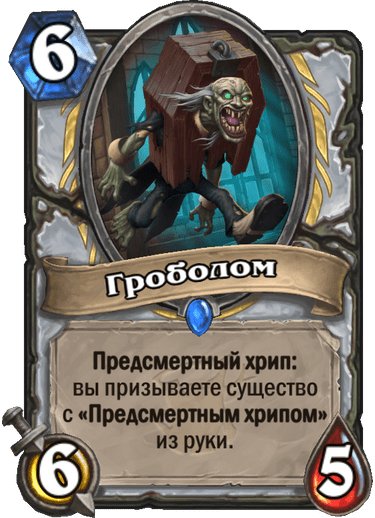 6
Гроболом
Предсмертный хрип:
вы призываете существо
с «Предсмертным хрипом»
из руки.
6
5